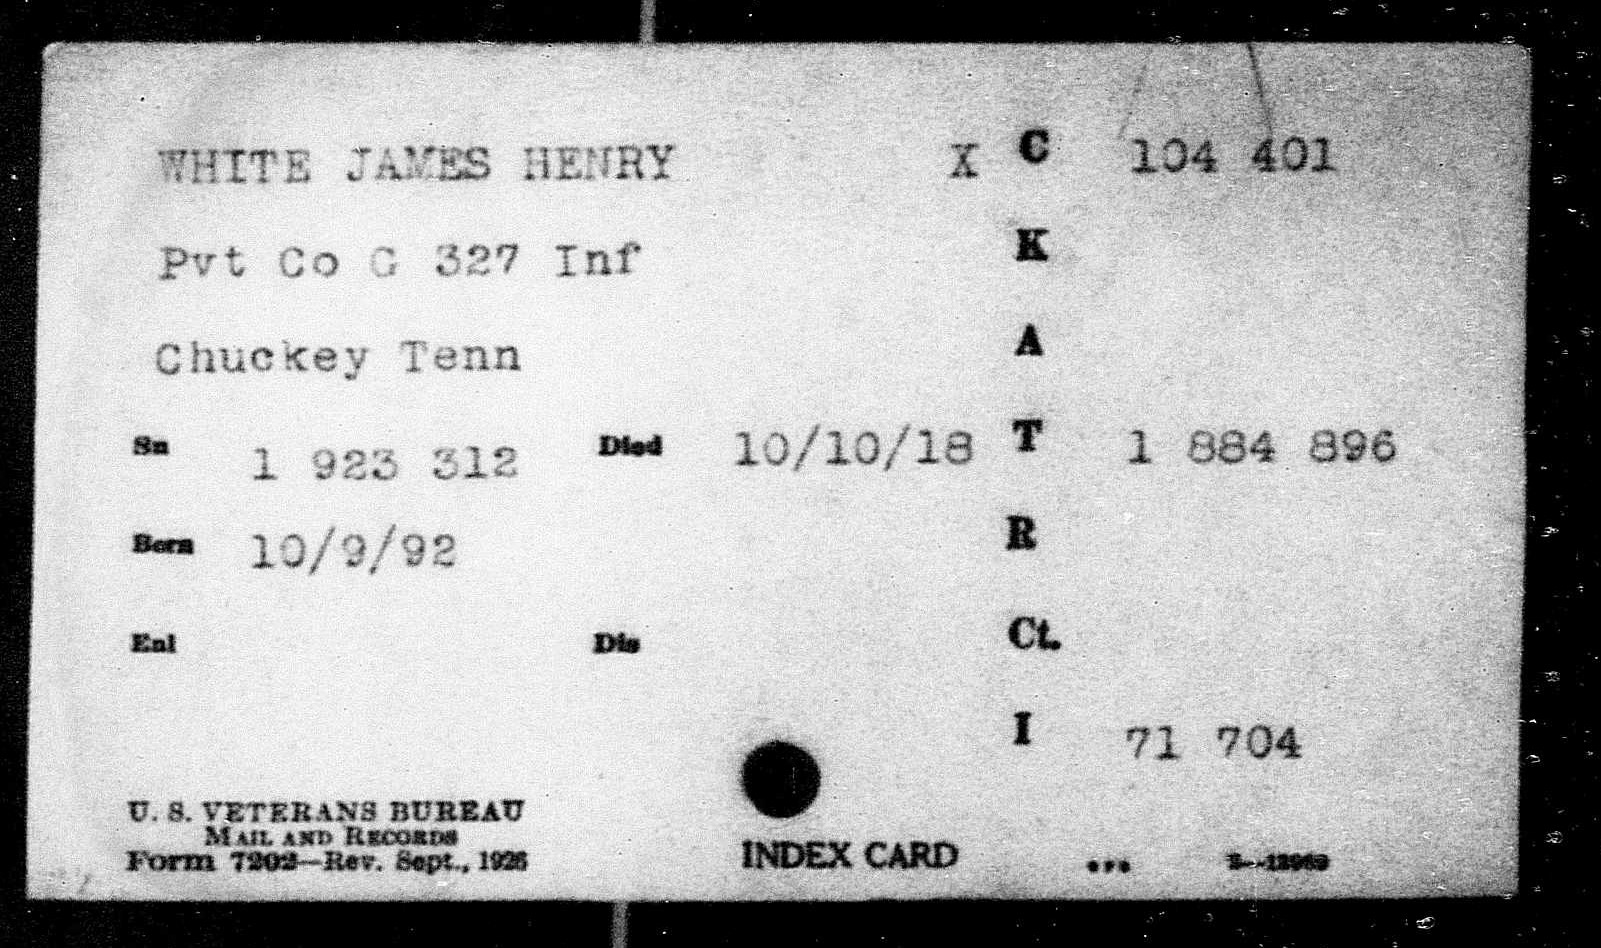 WHITE JAMES HENRY X C 104 401
Pvt Co G 327 Inf K
Chuckey Tenn A
Sn 1 923 312 Died 10/10/18 T 1 884 896
Born 10/9/92 R
Enl Dis Ct.
I 71 704
U. S. VETERANS BUREAU
MAIL AND RECORDS
Form 7202—Rev. Sept., 1926 INDEX CARD